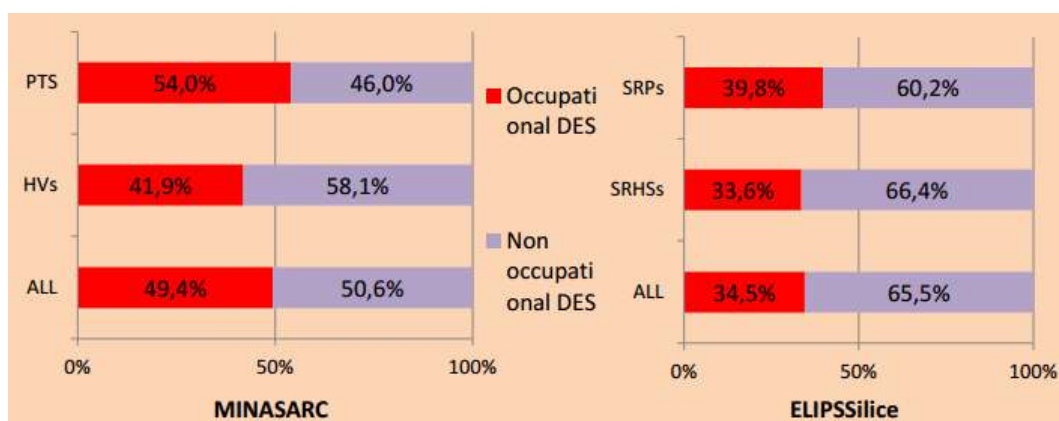 PTS 54,0% 46,0%
HVs 41,9% 58,1%
ALL 49,4% 50,6%
0% 50% 100%
MINASARC
Occupati
onal DES
Non
occupati
onal DES
SRPs 39,8% 60,2%
SRHSs 33,6% 66,4%
ALL 34,5% 65,5%
0% 50% 100%
ELIPSSilice